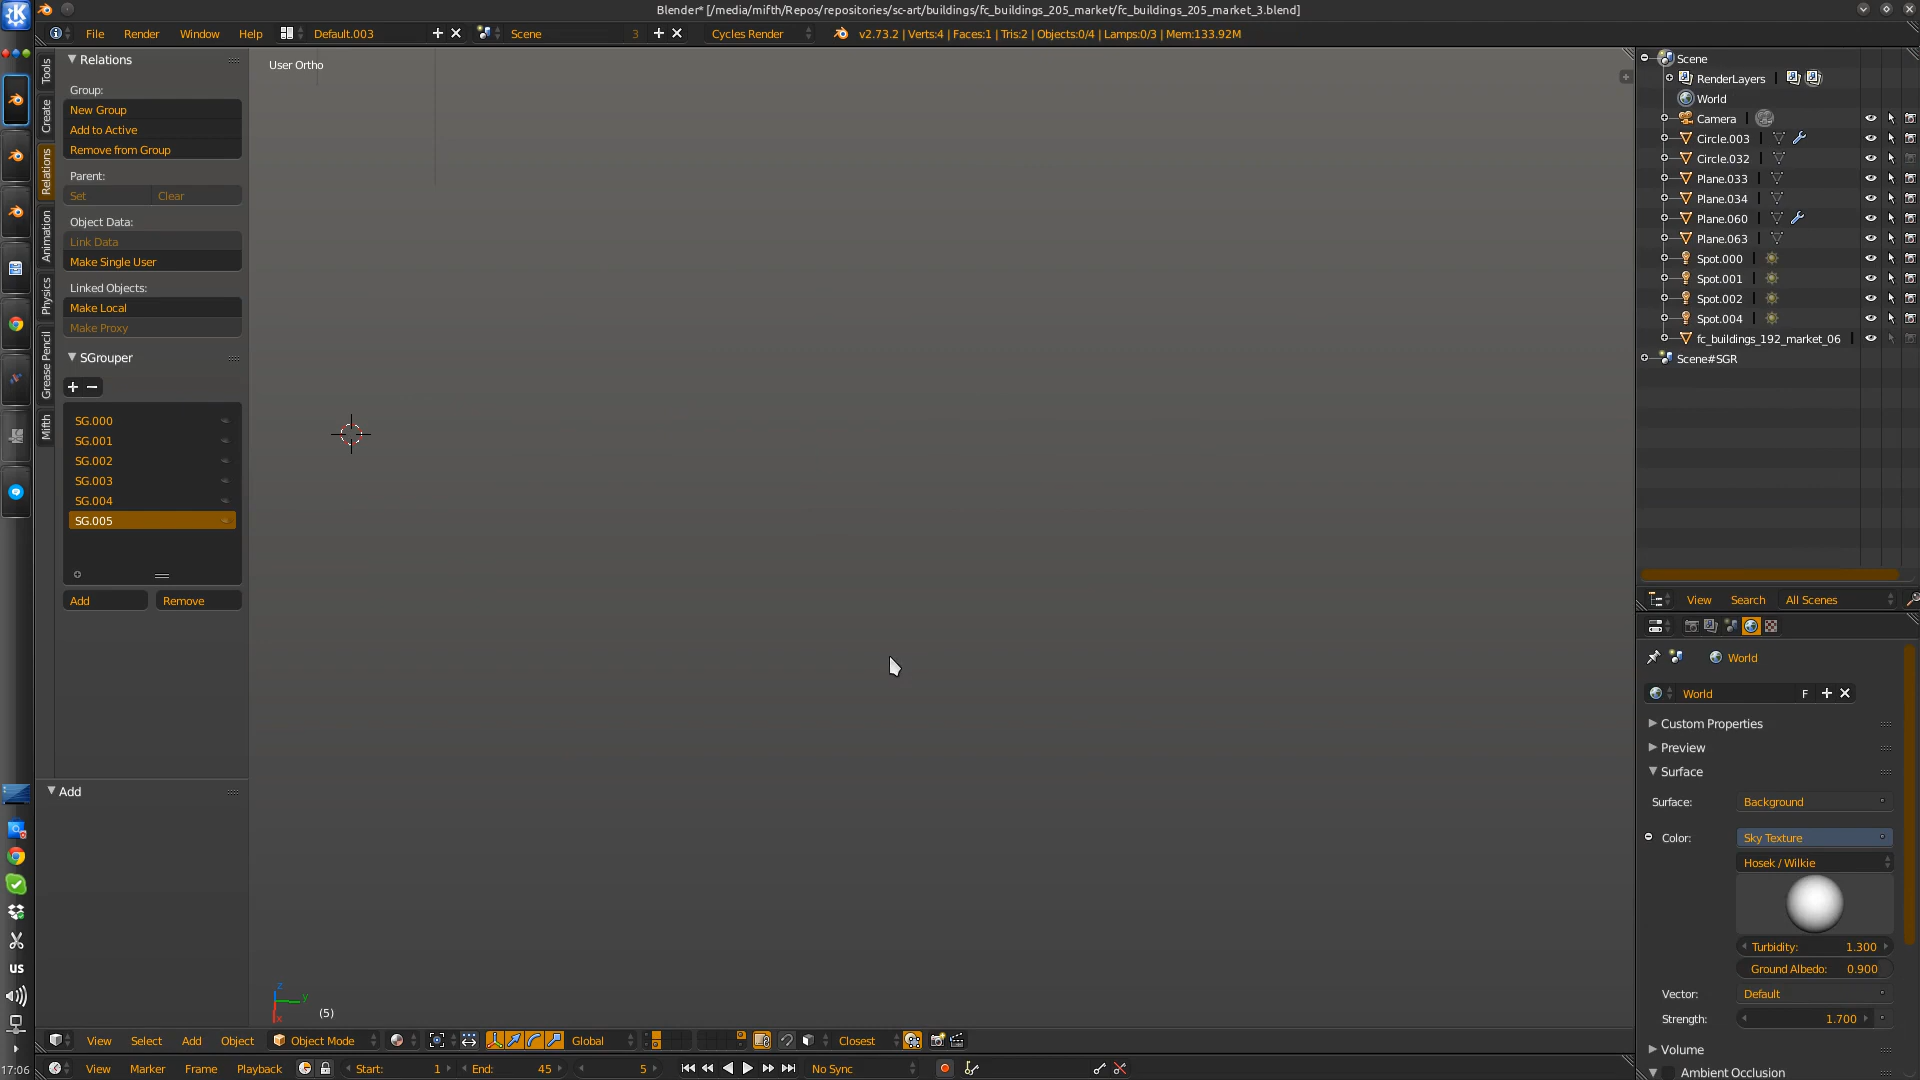 Blender* [/media/mifth/Repos/repositories/sc-art/buildings/fc_buildings_205_market/fc_buildings_205_market_3.blend]
File Render Window Help Default.003 Scene 3 Cycles Render v2.73.2 | Verts:4 | Faces:1 | Tris:2 | Objects:0/4 | Lamps:0/3 | Mem:133.92M
Tools
Create
Relations
Animation
Physics
Grease Pencil
Mifth
Relations
Group:
New Group
Add to Active
Remove from Group
Parent:
Set Clear
Object Data:
Link Data
Make Single User
Linked Objects:
Make Local
Make Proxy
SGrouper
SG.000
SG.001
SG.002
SG.003
SG.004
SG.005
Add Remove
Add
User Ortho
z
y
x
(5)
View Select Add Object Object Mode Global Closest
View Marker Frame Playback Start: 1 End: 45 5 No Sync
us
17:06
Scene
RenderLayers
World
Camera
Circle.003
Circle.032
Plane.033
Plane.034
Plane.060
Plane.063
Spot.000
Spot.001
Spot.002
Spot.004
fc_buildings_192_market_06
Scene#SGR
View Search All Scenes
World
World F
Custom Properties
Preview
Surface
Surface: Background
Color: Sky Texture
Hosek / Wilkie
Turbidity: 1.300
Ground Albedo: 0.900
Vector: Default
Strength: 1.700
Volume
Ambient Occlusion